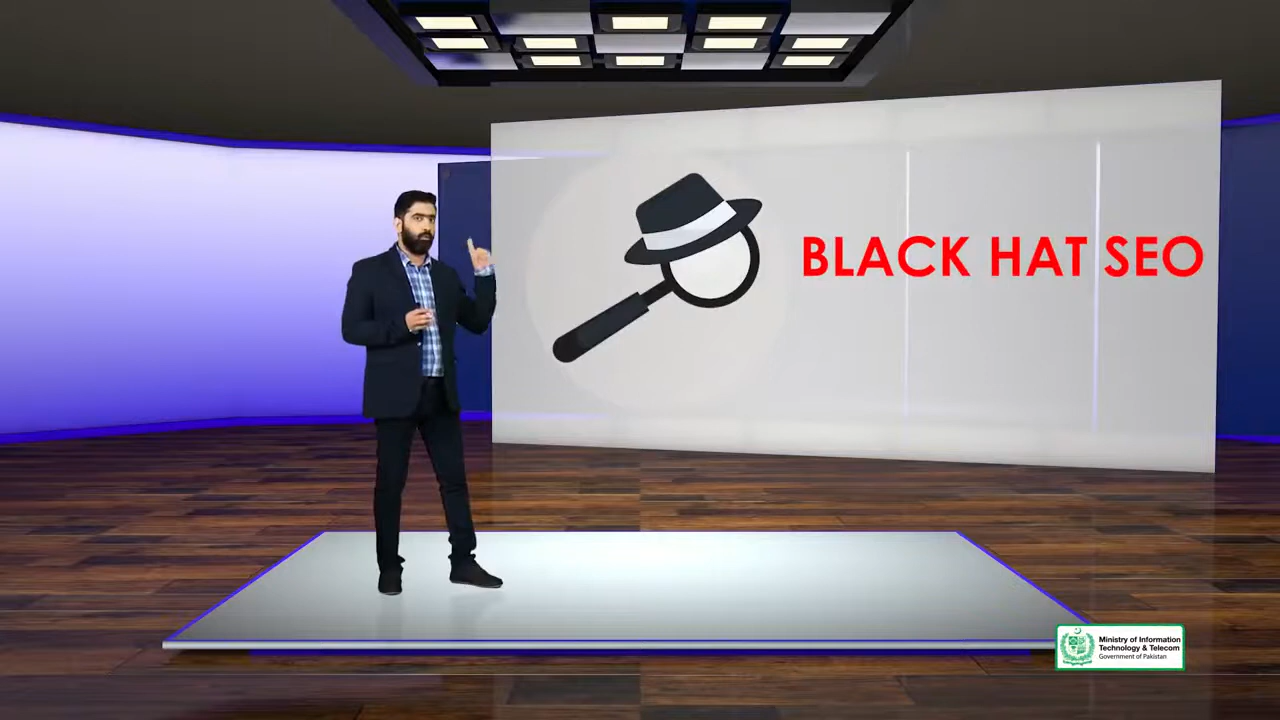 BLACK HAT SEO
Ministry of Information
Technology & Telecom
Government of Pakistan